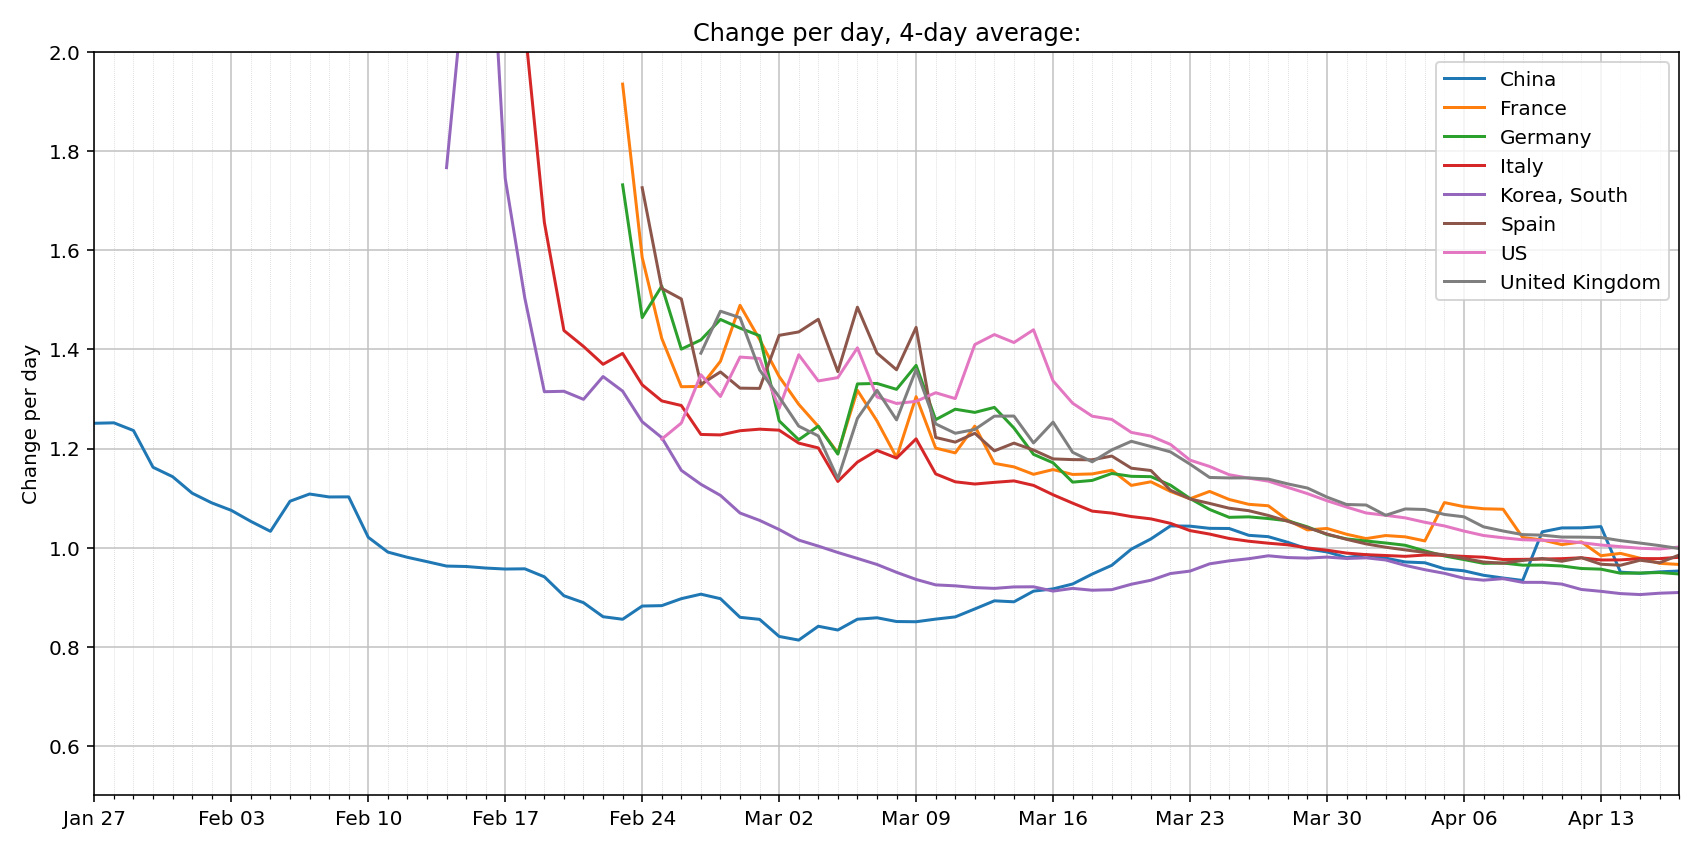 Change per day, 4-day average:
2.0
1.8
1.6
1.4
1.2
1.0
0.8
0.6
Change per day
China
France
Germany
Italy
Korea, South
Spain
US
United Kingdom
Jan 27 Feb 03 Feb 10 Feb 17 Feb 24 Mar 02 Mar 09 Mar 16 Mar 23 Mar 30 Apr 06 Apr 13